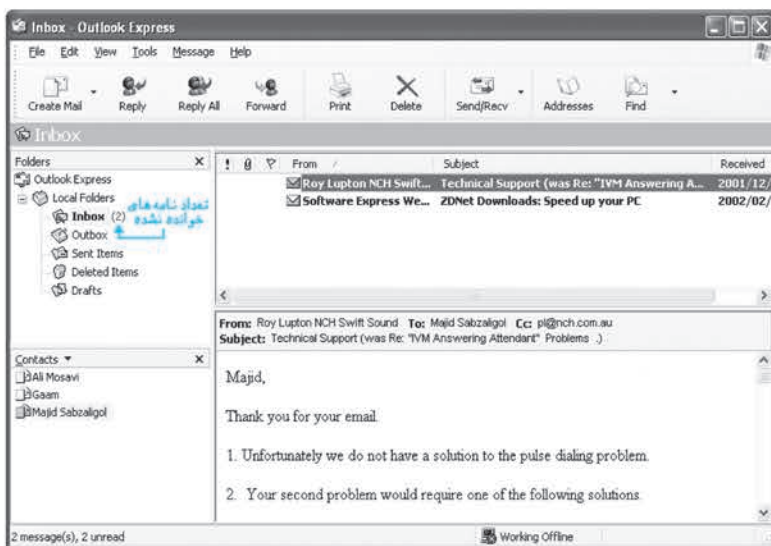 Inbox - Outlook Express
File Edit View Tools Message Help
Create Mail Reply Reply All Forward Print Delete Send/Recv Addresses Find
Inbox
Folders
Outlook Express
Local Folders
Inbox (2)
Outbox
Sent Items
Deleted Items
Drafts
تعداد نامه‌های
خوانده نشده
! From Subject Received
Roy Lupton NCH Swift... Technical Support (was Re: "IVM Answering A... 2001/12/
Software Express We... ZDNet Downloads: Speed up your PC 2002/02/
From: Roy Lupton NCH Swift Sound To: Majid Sabzaligol Cc: pl@nch.com.au
Subject: Technical Support (was Re: "IVM Answering Attendant" Problems .)
Majid,
Thank you for your email.
1. Unfortunately we do not have a solution to the pulse dialing problem.
2. Your second problem would require one of the following solutions.
Contacts
Ali Mosavi
Gaam
Majid Sabzaligol
2 message(s), 2 unread Working Offline